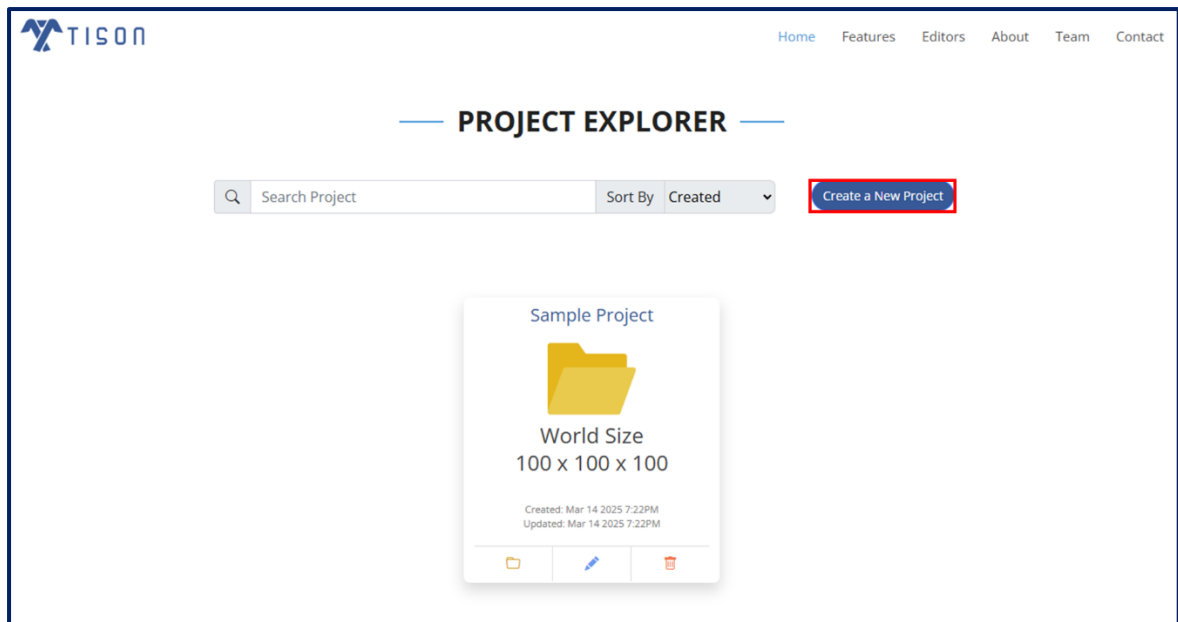 TISON
Home Features Editors About Team Contact
PROJECT EXPLORER
Search Project Sort By Created Create a New Project
Sample Project
World Size
100 x 100 x 100
Created: Mar 14 2025 7:22PM
Updated: Mar 14 2025 7:22PM